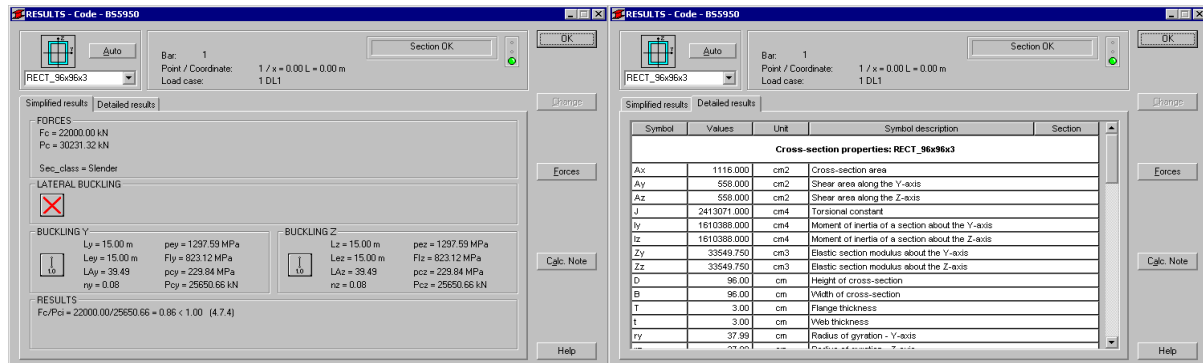 RESULTS - Code - BS5950
Auto
RECT_96x96x3
Bar: 1
Point / Coordinate: 1 / x = 0.00 L = 0.00 m
Load case: 1 DL1
Section OK
OK
Simplified results
Detailed results
Change
FORCES
Fc = 22000.00 kN
Pc = 30231.32 kN
Sec_class = Slender
Forces
LATERAL BUCKLING
BUCKLING Y
Ly = 15.00 m pey = 1297.59 MPa
Ley = 15.00 m Fly = 823.12 MPa
LAy = 39.49 pcy = 229.84 MPa
ny = 0.08 Pcy = 25650.66 kN
1.0
BUCKLING Z
Lz = 15.00 m pez = 1297.59 MPa
Lez = 15.00 m Flz = 823.12 MPa
LAz = 39.49 pcz = 229.84 MPa
nz = 0.08 Pcz = 25650.66 kN
1.0
Calc. Note
RESULTS
Fc/Pci = 22000.00/25650.66 = 0.86 < 1.00 (4.7.4)
Help
RESULTS - Code - BS5950
Auto
RECT_96x96x3
Bar: 1
Point / Coordinate: 1 / x = 0.00 L = 0.00 m
Load case: 1 DL1
Section OK
OK
Simplified results
Detailed results
Change
Symbol Values Unit Symbol description Section
Cross-section properties: RECT_96x96x3
Ax 1116.000 cm2 Cross-section area
Ay 558.000 cm2 Shear area along the Y-axis
Az 558.000 cm2 Shear area along the Z-axis
J 2413071.000 cm4 Torsional constant
Iy 1610388.000 cm4 Moment of inertia of a section about the Y-axis
Iz 1610388.000 cm4 Moment of inertia of a section about the Z-axis
Zy 33549.750 cm3 Elastic section modulus about the Y-axis
Zz 33549.750 cm3 Elastic section modulus about the Z-axis
D 96.00 cm Height of cross-section
B 96.00 cm Width of cross-section
T 3.00 cm Flange thickness
t 3.00 cm Web thickness
ry 37.99 cm Radius of gyration - Y-axis
Forces
Calc. Note
Help